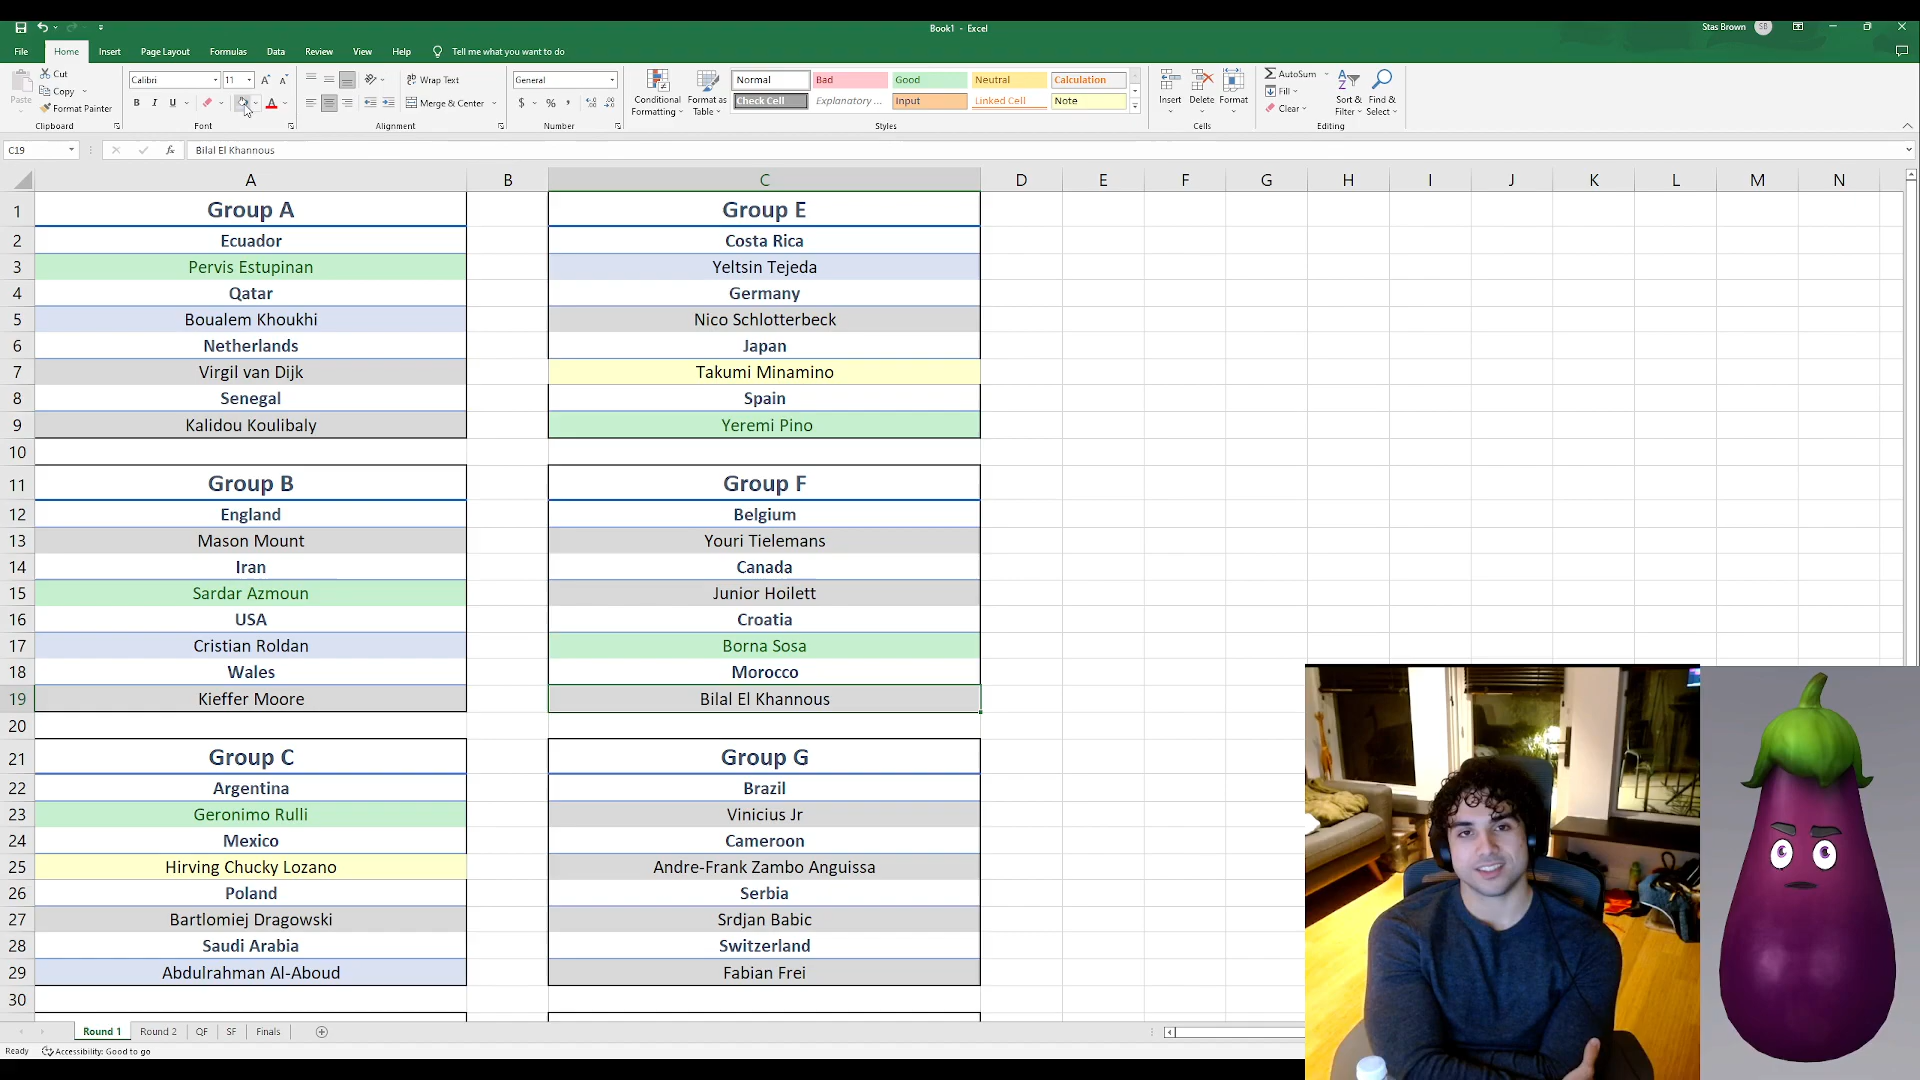 Book1 - Excel
Stas Brown SB
File Home Insert Page Layout Formulas Data Review View Help Tell me what you want to do
Paste
Cut
Copy
Format Painter
Clipboard
Calibri 11
B I U
Font
Wrap Text
Merge & Center
Alignment
General
$ % ,
Number
Conditional Formatting
Format as Table
Normal Bad Good Neutral Calculation
Check Cell Explanatory ... Input Linked Cell Note
Styles
Insert Delete Format
Cells
AutoSum
Fill
Clear
Sort & Filter
Find & Select
Editing
C19 fx Bilal El Khannous
A B C D E F G H I J K L M N
1 Group A Group E
2 Ecuador Costa Rica
3 Pervis Estupinan Yeltsin Tejeda
4 Qatar Germany
5 Boualem Khoukhi Nico Schlotterbeck
6 Netherlands Japan
7 Virgil van Dijk Takumi Minamino
8 Senegal Spain
9 Kalidou Koulibaly Yeremi Pino
10
11 Group B Group F
12 England Belgium
13 Mason Mount Youri Tielemans
14 Iran Canada
15 Sardar Azmoun Junior Hoilett
16 USA Croatia
17 Cristian Roldan Borna Sosa
18 Wales Morocco
19 Kieffer Moore Bilal El Khannous
20
21 Group C Group G
22 Argentina Brazil
23 Geronimo Rulli Vinicius Jr
24 Mexico Cameroon
25 Hirving Chucky Lozano Andre-Frank Zambo Anguissa
26 Poland Serbia
27 Bartlomiej Dragowski Srdjan Babic
28 Saudi Arabia Switzerland
29 Abdulrahman Al-Aboud Fabian Frei
30
Round 1 Round 2 QF SF Finals
Ready Accessibility: Good to go